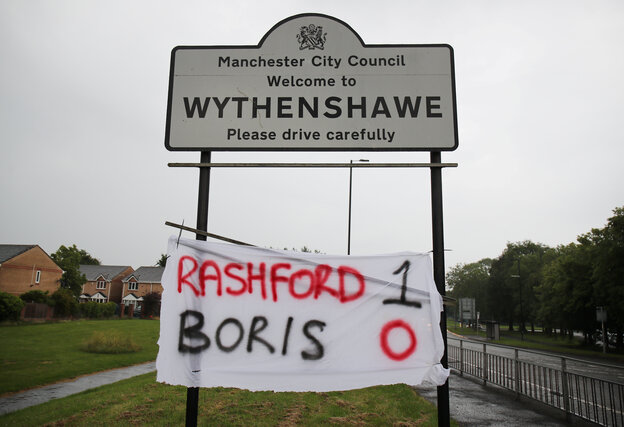 Manchester City Council
Welcome to
WYTHENSHAWE
Please drive carefully
RASHFORD 1
BORIS 0